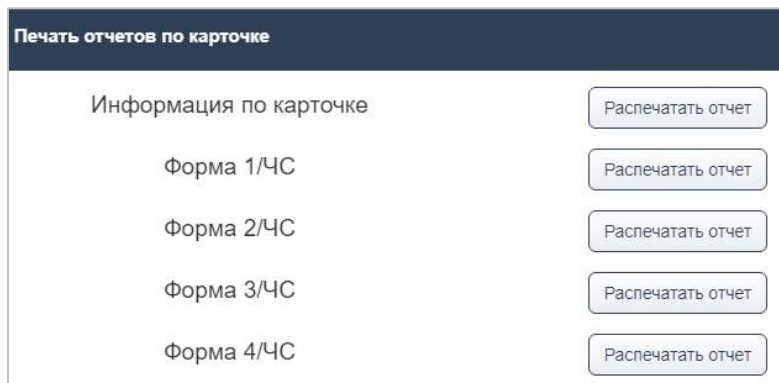 Печать отчетов по карточке
Информация по карточке Распечатать отчет
Форма 1/ЧС Распечатать отчет
Форма 2/ЧС Распечатать отчет
Форма 3/ЧС Распечатать отчет
Форма 4/ЧС Распечатать отчет